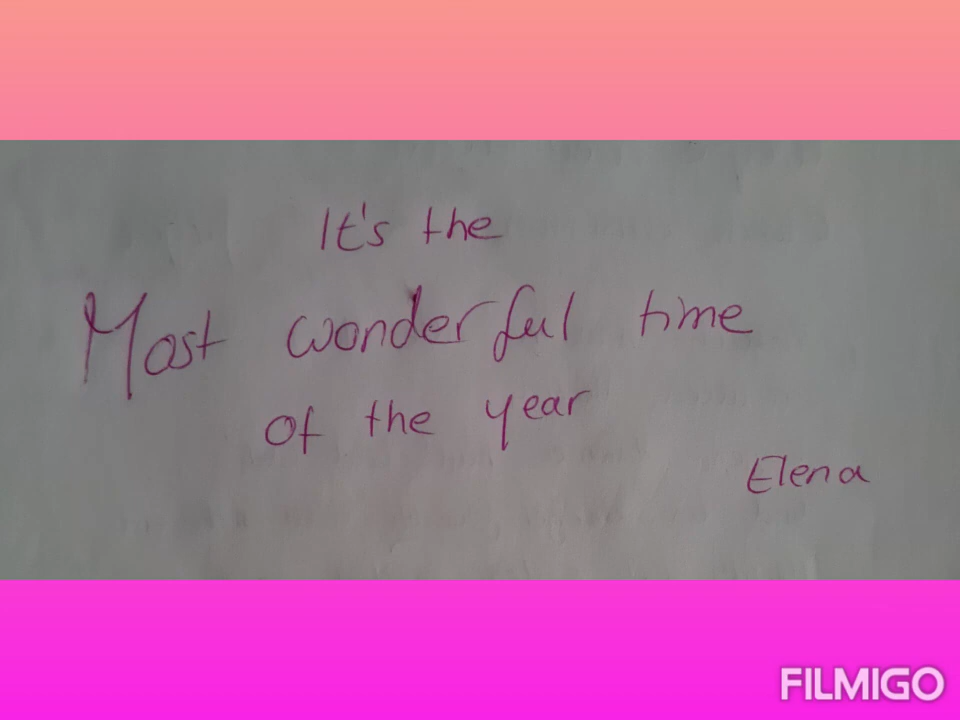 It's the
Most wonderful time
of the year
Elena
FILMIGO